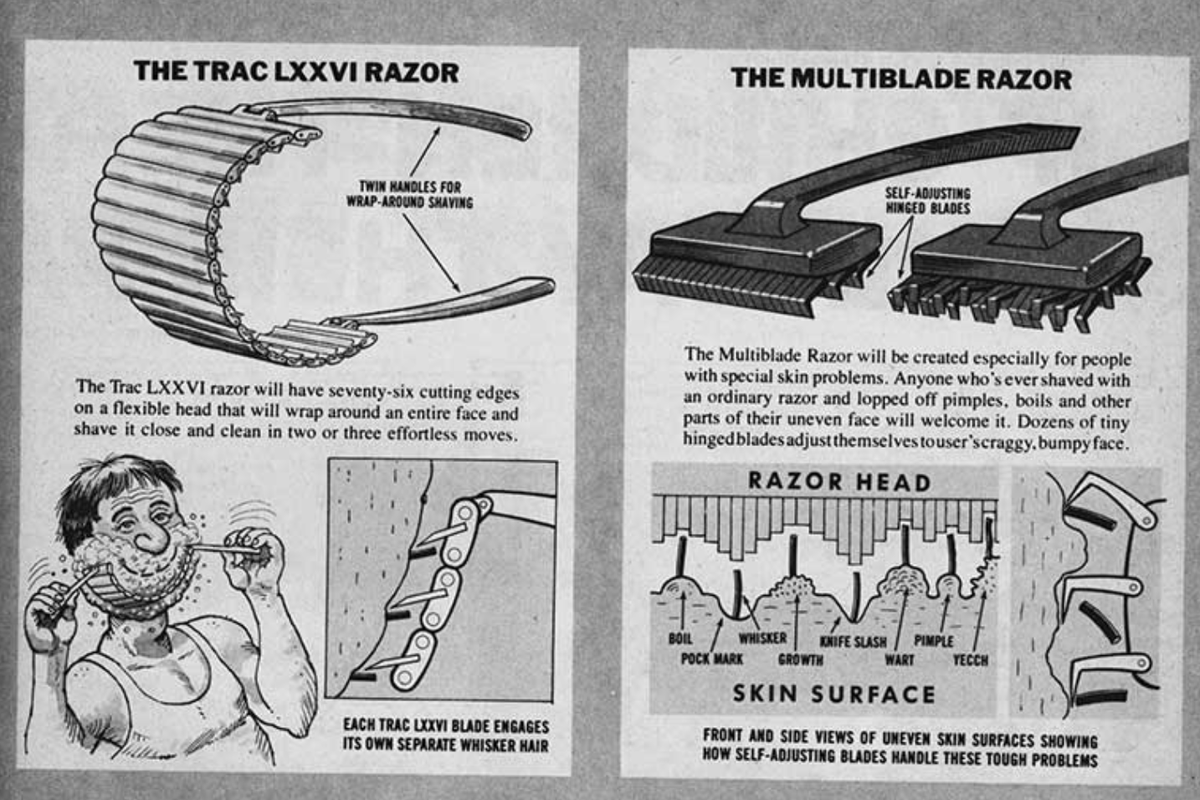 THE TRAC LXXVI RAZOR
TWIN HANDLES FOR
WRAP-AROUND SHAVING
The Trac LXXVI razor will have seventy-six cutting edges
on a flexible head that will wrap around an entire face and
shave it close and clean in two or three effortless moves.
EACH TRAC LXXVI BLADE ENGAGES
ITS OWN SEPARATE WHISKER HAIR
THE MULTIBLADE RAZOR
SELF-ADJUSTING
HINGED BLADES
The Multiblade Razor will be created especially for people
with special skin problems. Anyone who's ever shaved with
an ordinary razor and lopped off pimples, boils and other
parts of their uneven face will welcome it. Dozens of tiny
hinged blades adjust themselves to user's scraggy, bumpy face.
RAZOR HEAD
BOIL
POCK MARK
WHISKER
GROWTH
KNIFE SLASH
WART
PIMPLE
YECCH
SKIN SURFACE
FRONT AND SIDE VIEWS OF UNEVEN SKIN SURFACES SHOWING
HOW SELF-ADJUSTING BLADES HANDLE THESE TOUGH PROBLEMS